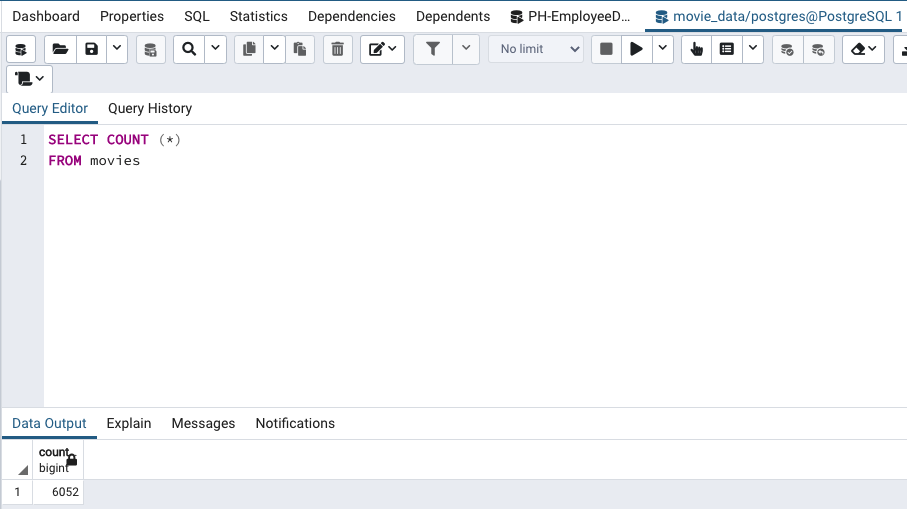 Dashboard Properties SQL Statistics Dependencies Dependents PH-EmployeeD... movie_data/postgres@PostgreSQL 1
No limit
Query Editor Query History
1 SELECT COUNT (*)
2 FROM movies
Data Output Explain Messages Notifications
count
bigint
1 6052